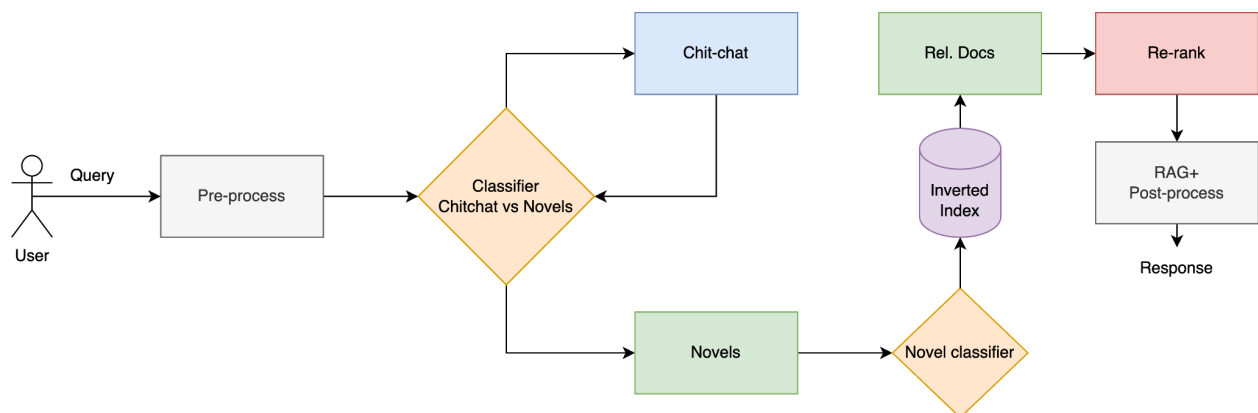 Query
User
Pre-process
Classifier
Chitchat vs Novels
Chit-chat
Novels
Novel classifier
Inverted
Index
Rel. Docs
Re-rank
RAG+
Post-process
Response